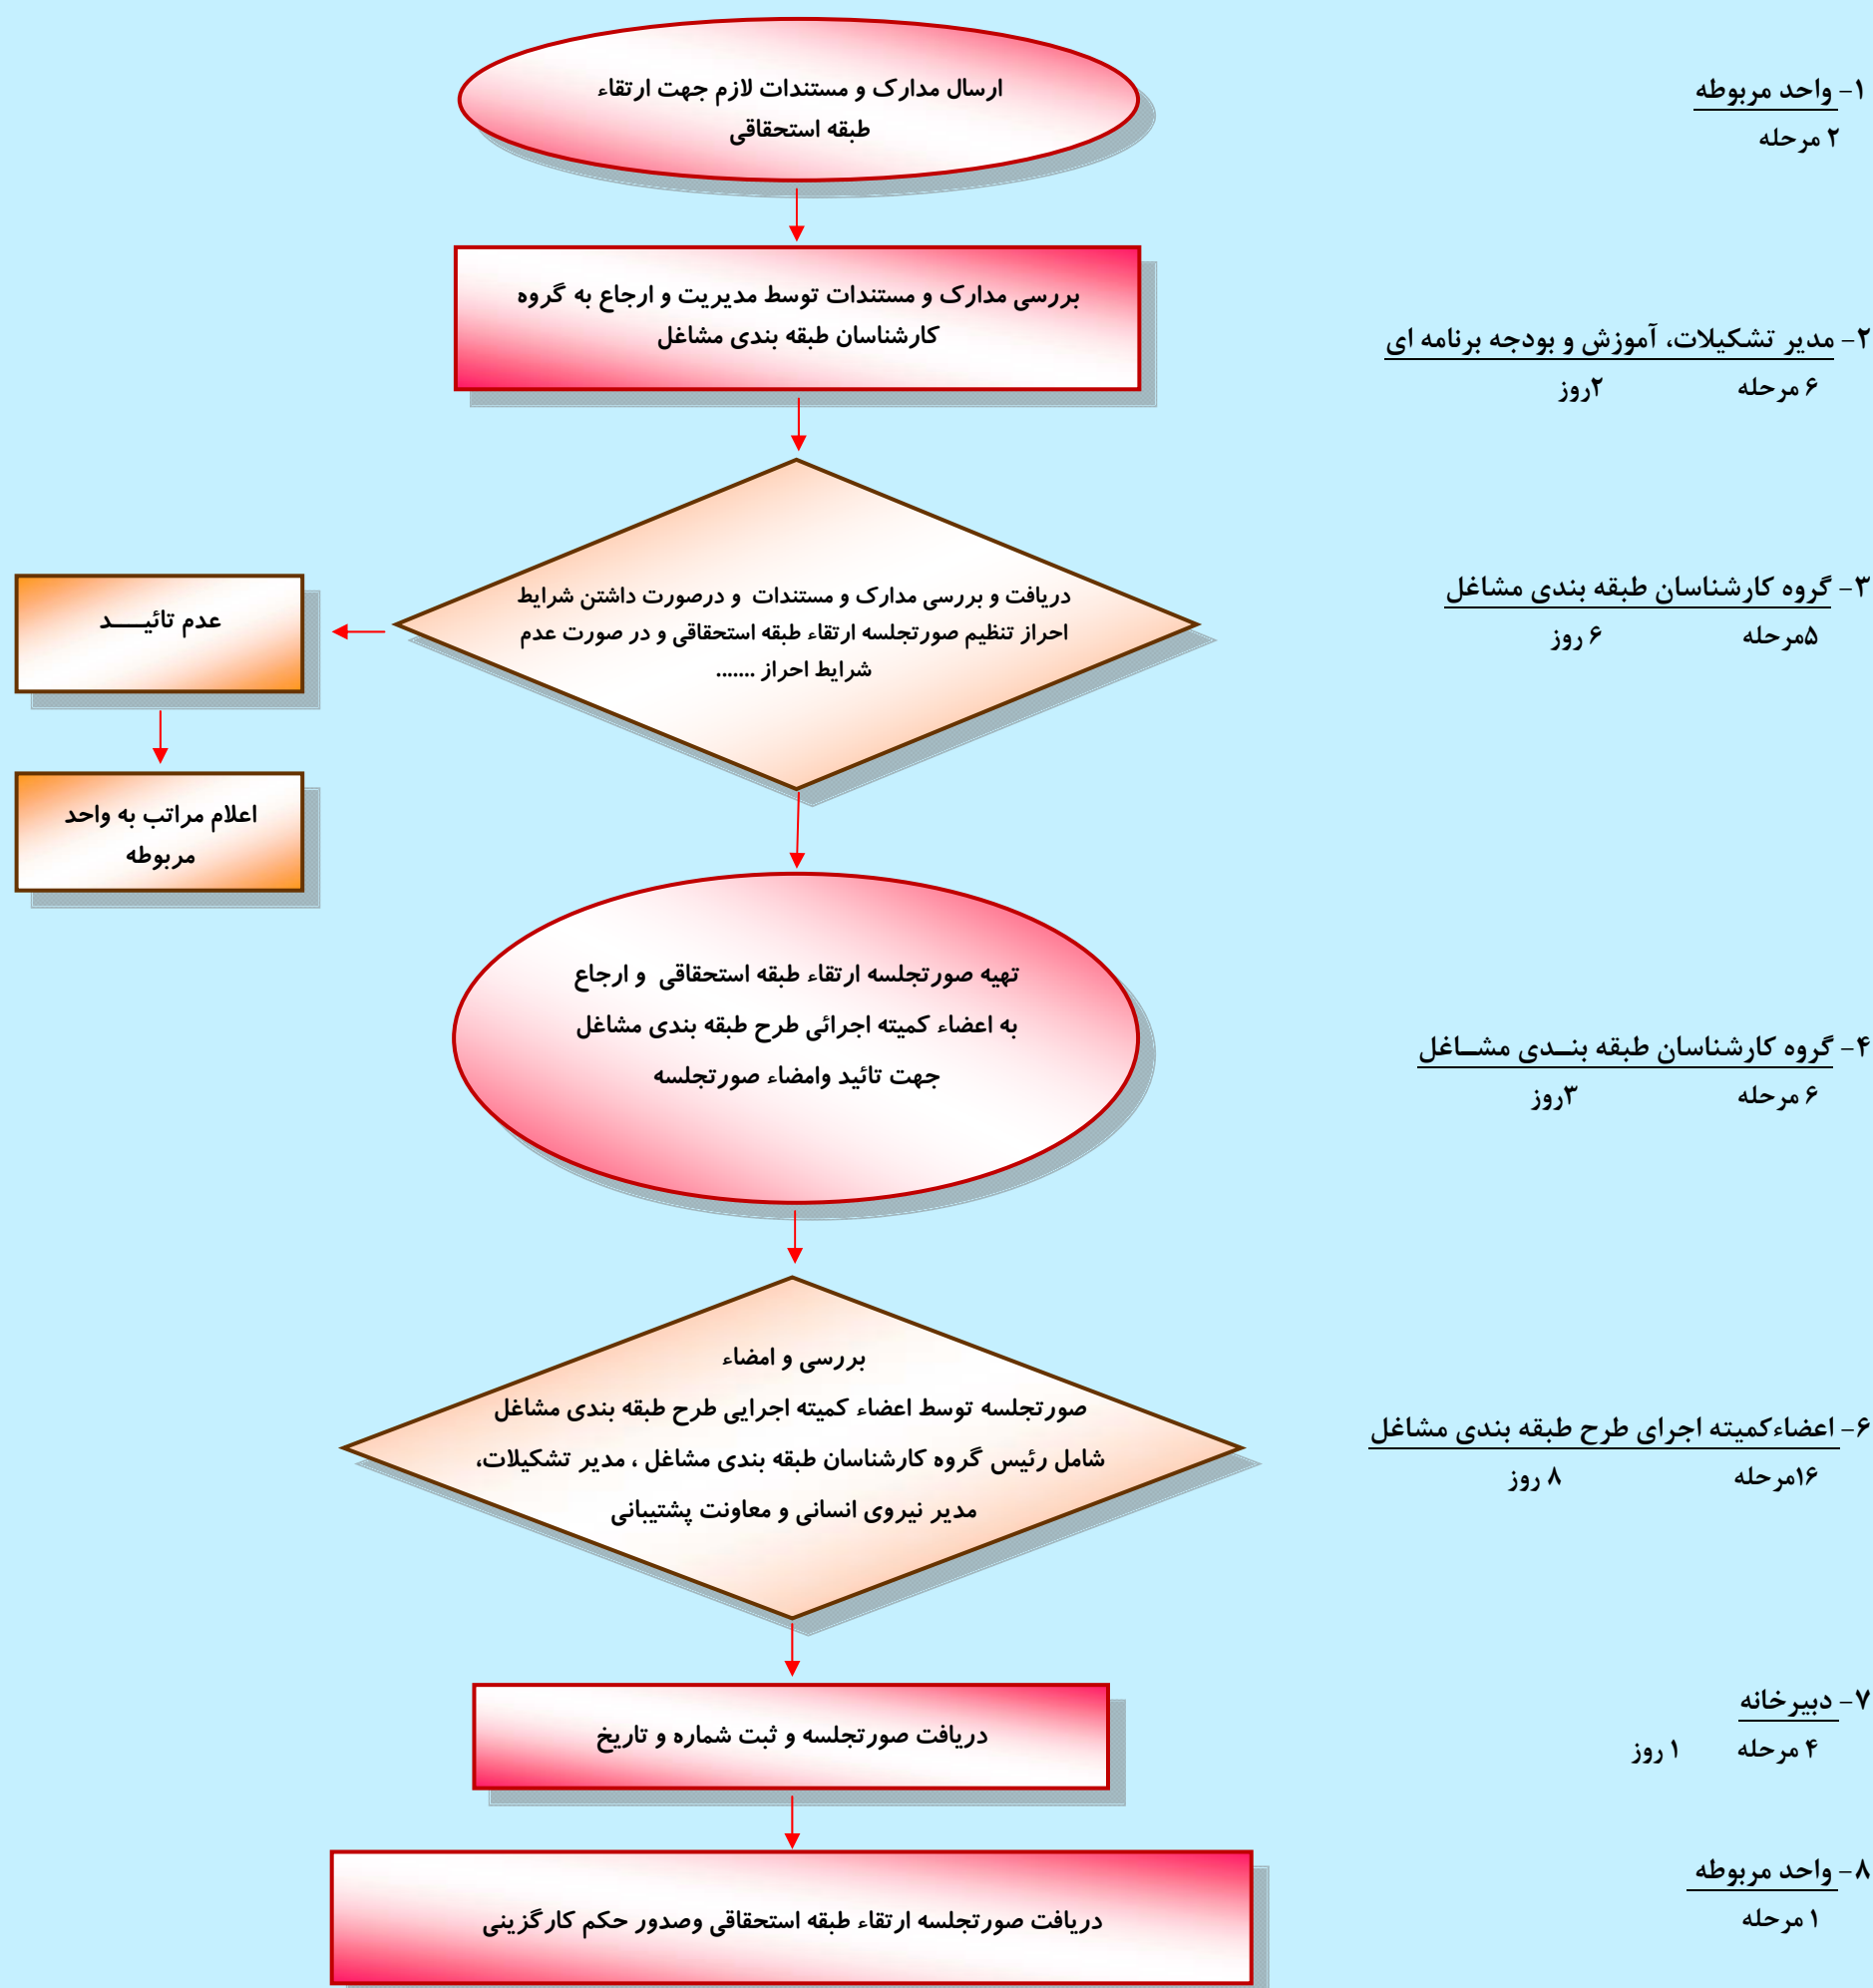 ۱- واحد مربوطه
۲ مرحله
ارسال مدارک و مستندات لازم جهت ارتقاء
طبقه استحقاقی
۲- مدیر تشکیلات، آموزش و بودجه برنامه ای
۶ مرحله ۲روز
بررسی مدارک و مستندات توسط مدیریت و ارجاع به گروه
کارشناسان طبقه بندی مشاغل
۳- گروه کارشناسان طبقه بندی مشاغل
۵مرحله ۶ روز
دریافت و بررسی مدارک و مستندات و درصورت داشتن شرایط
احراز تنظیم صورتجلسه ارتقاء طبقه استحقاقی و در صورت عدم
شرایط احراز .......
عدم تائیـــــد
اعلام مراتب به واحد
مربوطه
۴- گروه کارشناسان طبقه بنــدی مشــاغل
۶ مرحله ۳روز
تهیه صورتجلسه ارتقاء طبقه استحقاقی و ارجاع
به اعضاء کمیته اجرائی طرح طبقه بندی مشاغل
جهت تائید وامضاء صورتجلسه
۶- اعضاءکمیته اجرای طرح طبقه بندی مشاغل
۱۶مرحله ۸ روز
بررسی و امضاء
صورتجلسه توسط اعضاء کمیته اجرایی طرح طبقه بندی مشاغل
شامل رئیس گروه کارشناسان طبقه بندی مشاغل ، مدیر تشکیلات،
مدیر نیروی انسانی و معاونت پشتیبانی
۷- دبیرخانه
۴ مرحله ۱ روز
دریافت صورتجلسه و ثبت شماره و تاریخ
۸- واحد مربوطه
۱ مرحله
دریافت صورتجلسه ارتقاء طبقه استحقاقی وصدور حکم کارگزینی